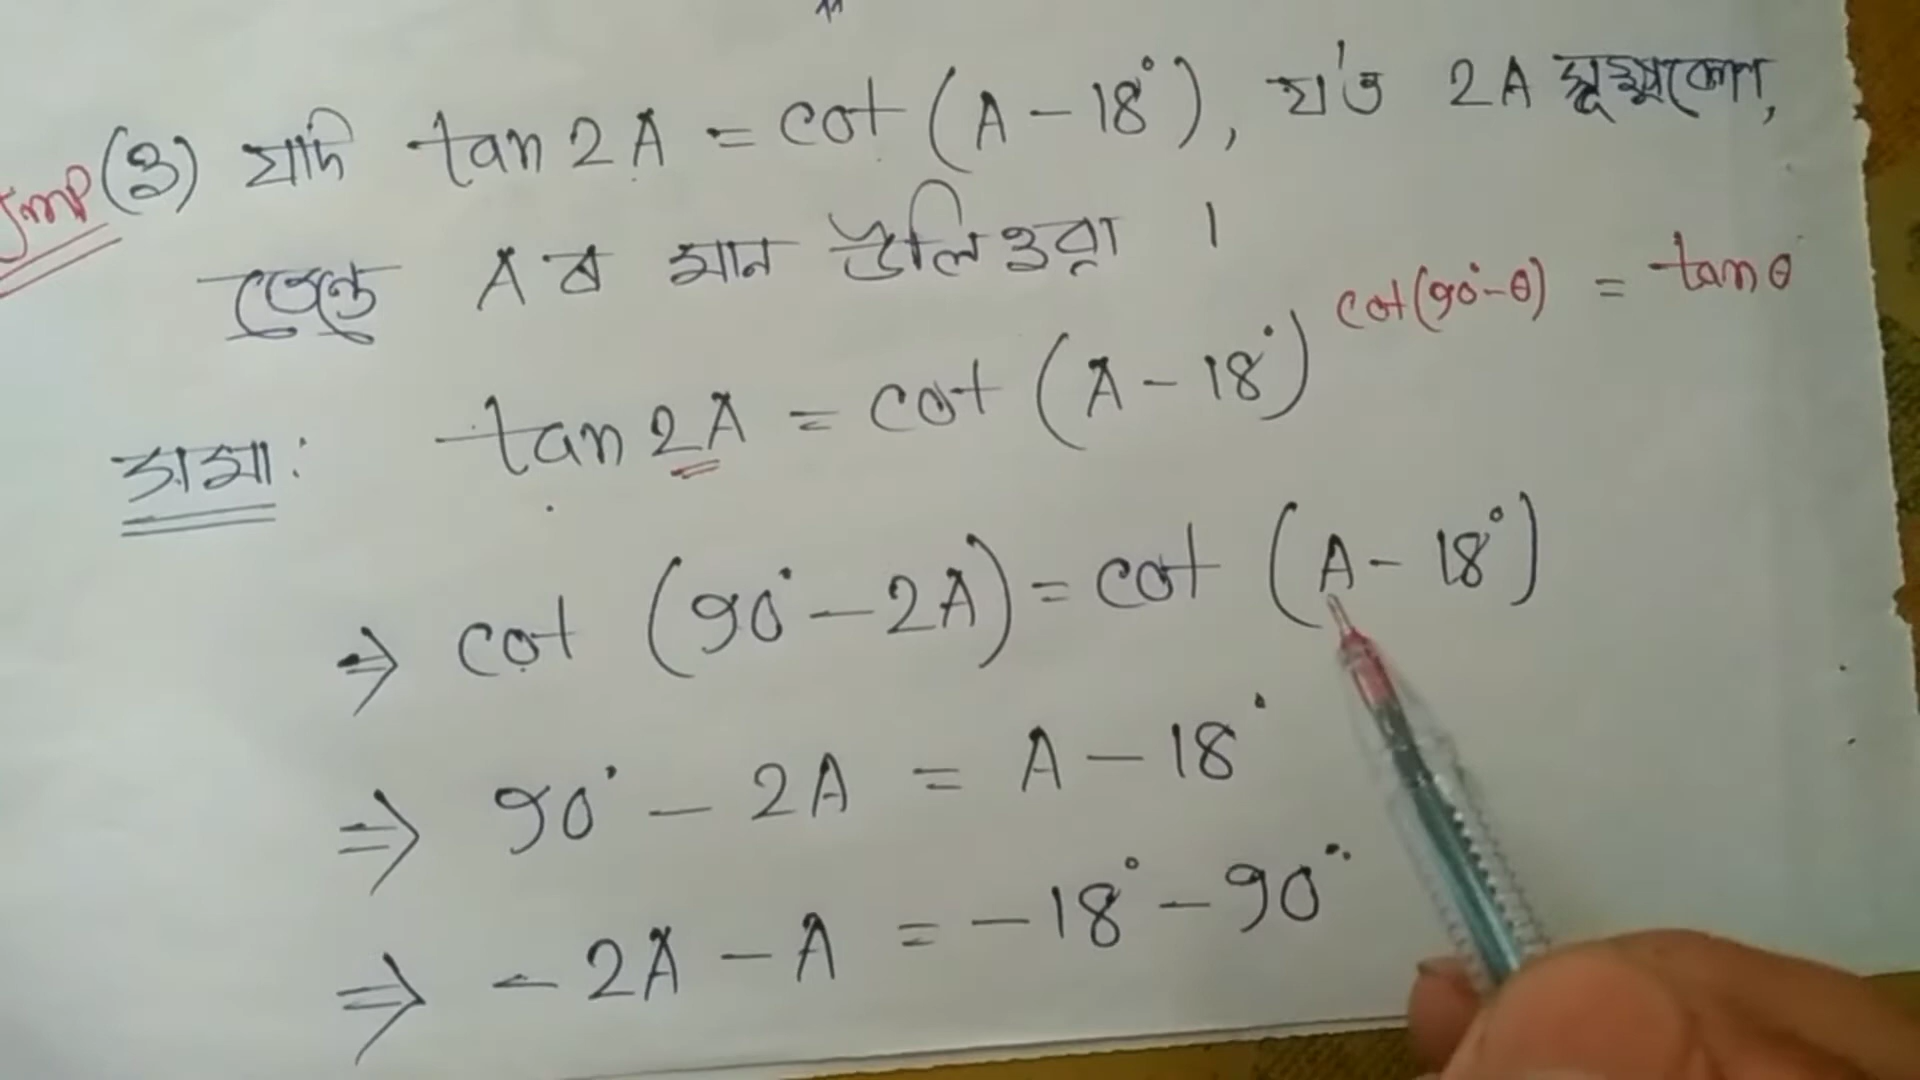 Imp (3) যদি tan 2A = cot (A - 18°), য'ত 2A সূক্ষ্মকোণ,
তেন্তে A ৰ মান উলিওৱা ।
cot(90°-θ) = tan θ
সমা: tan 2A = cot (A - 18°)
⇒ cot (90° - 2A) = cot (A - 18°)
⇒ 90° - 2A = A - 18°
⇒ - 2A - A = - 18° - 90°